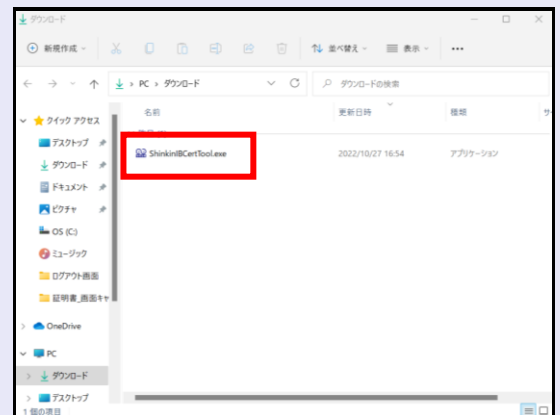 ダウンロード
新規作成
並べ替え
表示
PC > ダウンロード
ダウンロードの検索
名前
更新日時
種類
クイック アクセス
デスクトップ
ダウンロード
ドキュメント
ピクチャ
OS (C:)
ミュージック
ログアウト画面
証明書_画面キャ
OneDrive
PC
ダウンロード
デスクトップ
ShinkinIBCertTool.exe
2022/10/27 16:54
アプリケーション
1 個の項目